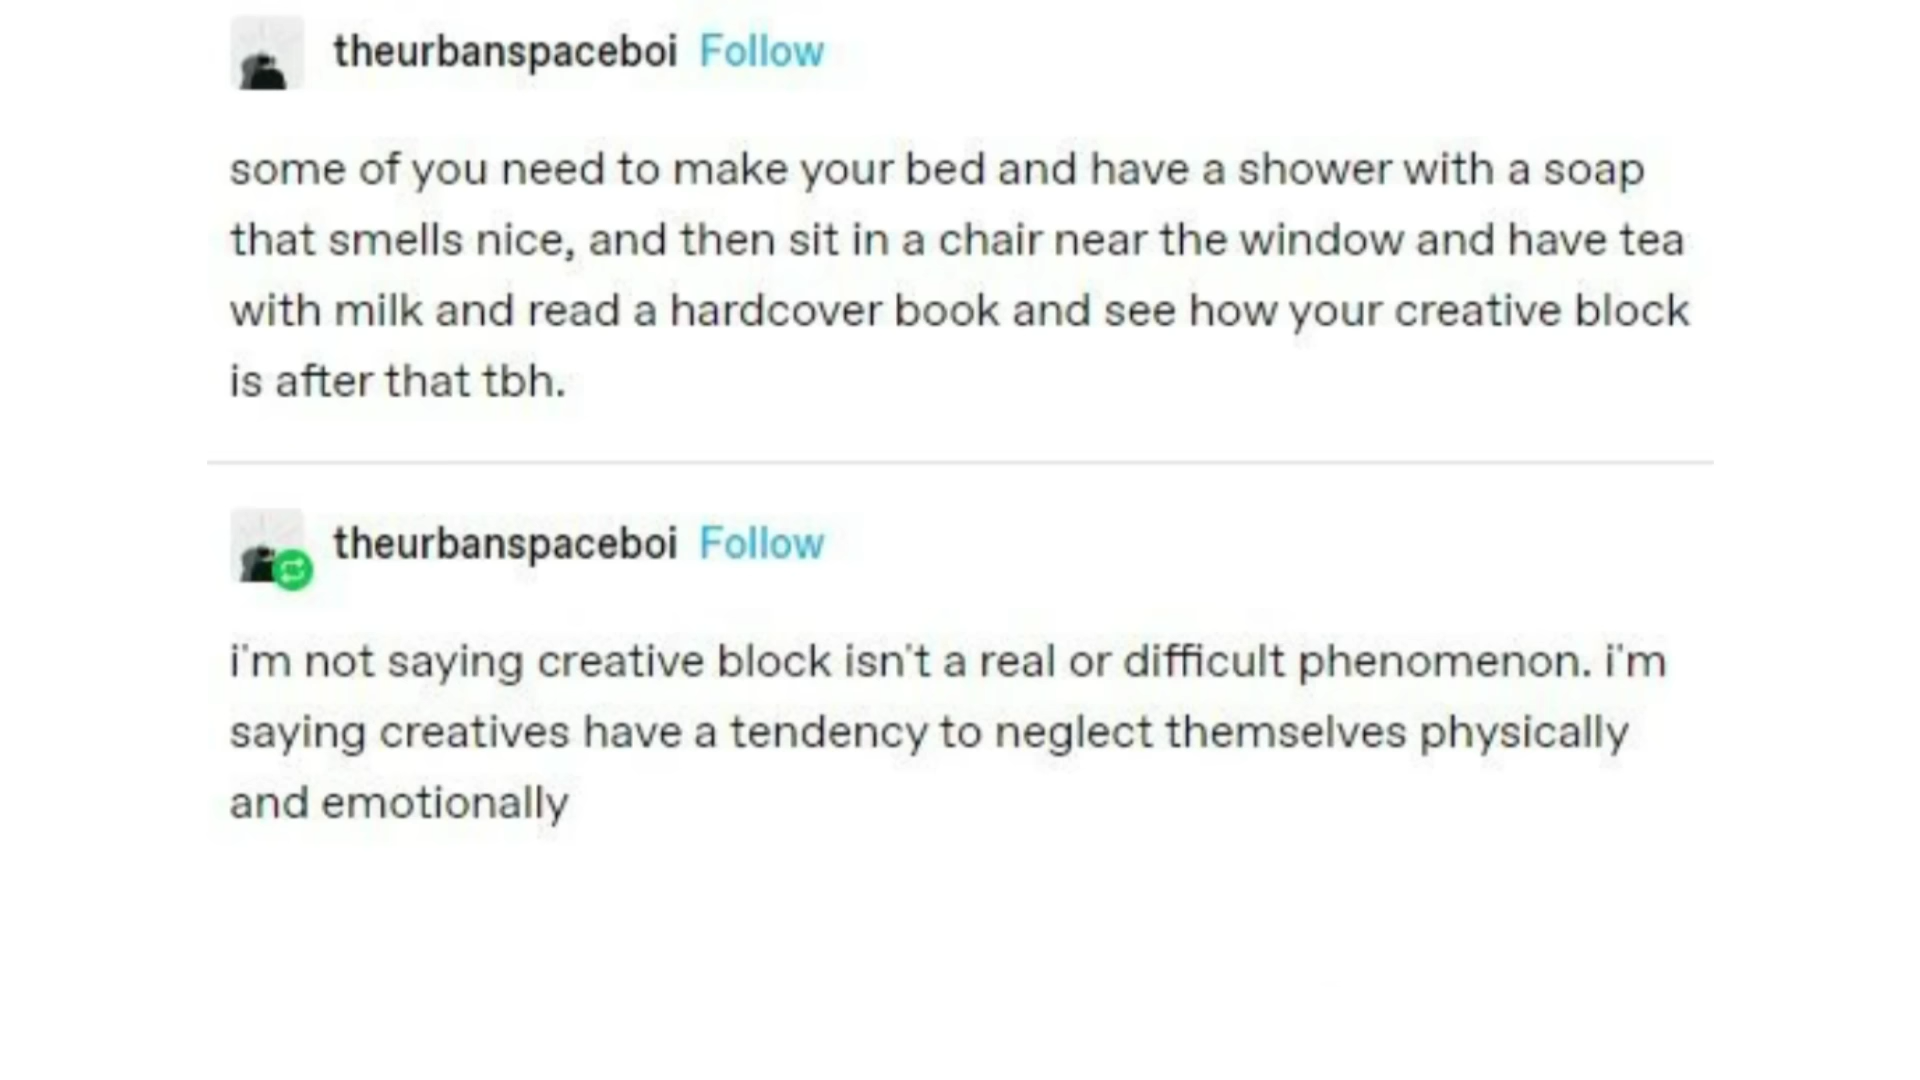 theurbanspaceboi Follow
some of you need to make your bed and have a shower with a soap
that smells nice, and then sit in a chair near the window and have tea
with milk and read a hardcover book and see how your creative block
is after that tbh.
theurbanspaceboi Follow
i'm not saying creative block isn't a real or difficult phenomenon. i'm
saying creatives have a tendency to neglect themselves physically
and emotionally